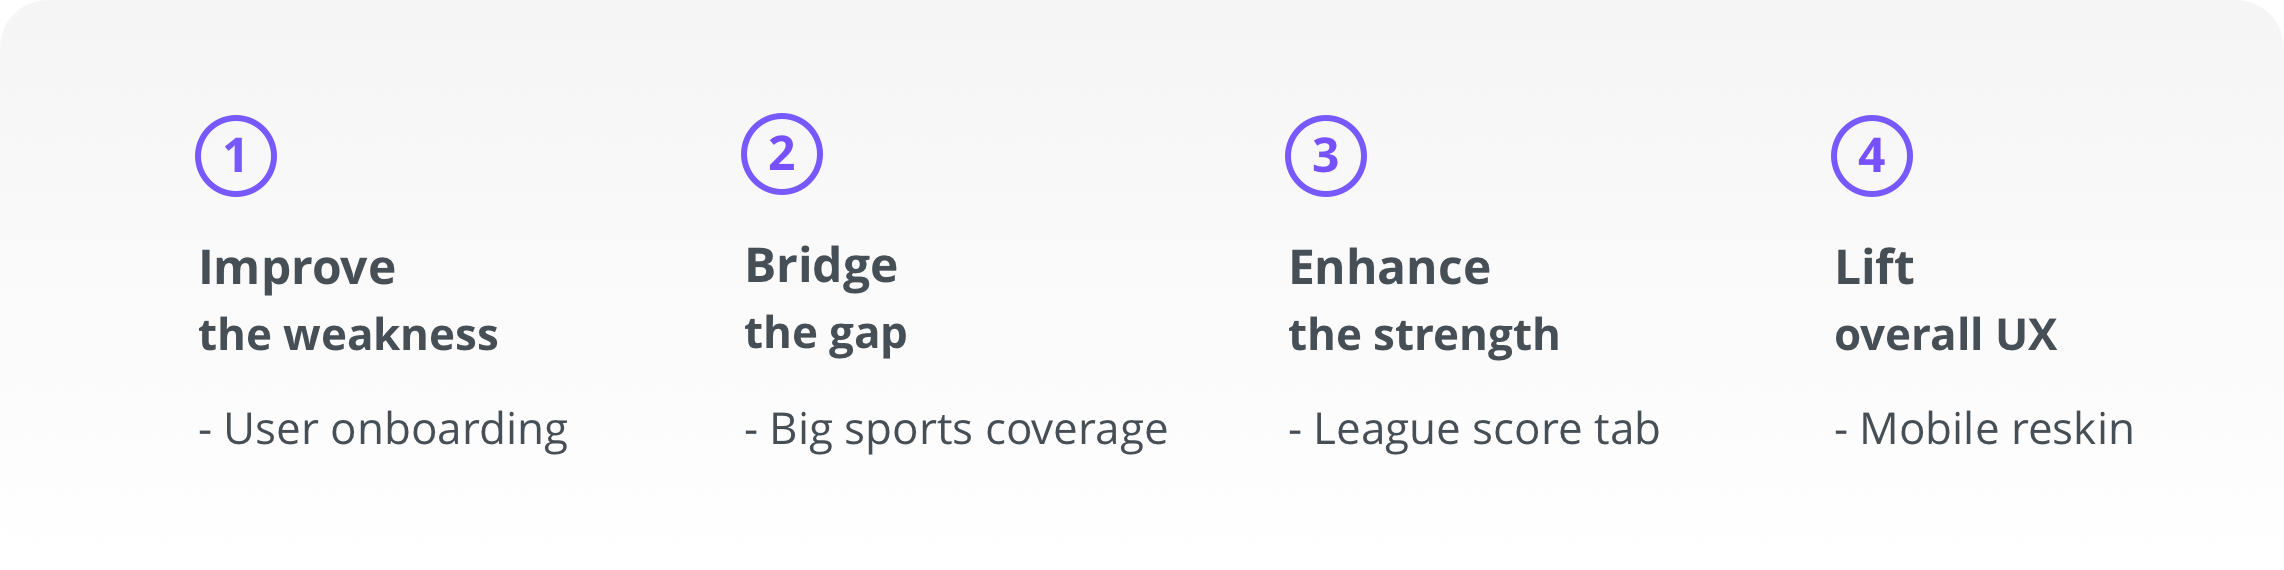 1
Improve
the weakness
- User onboarding
2
Bridge
the gap
- Big sports coverage
3
Enhance
the strength
- League score tab
4
Lift
overall UX
- Mobile reskin